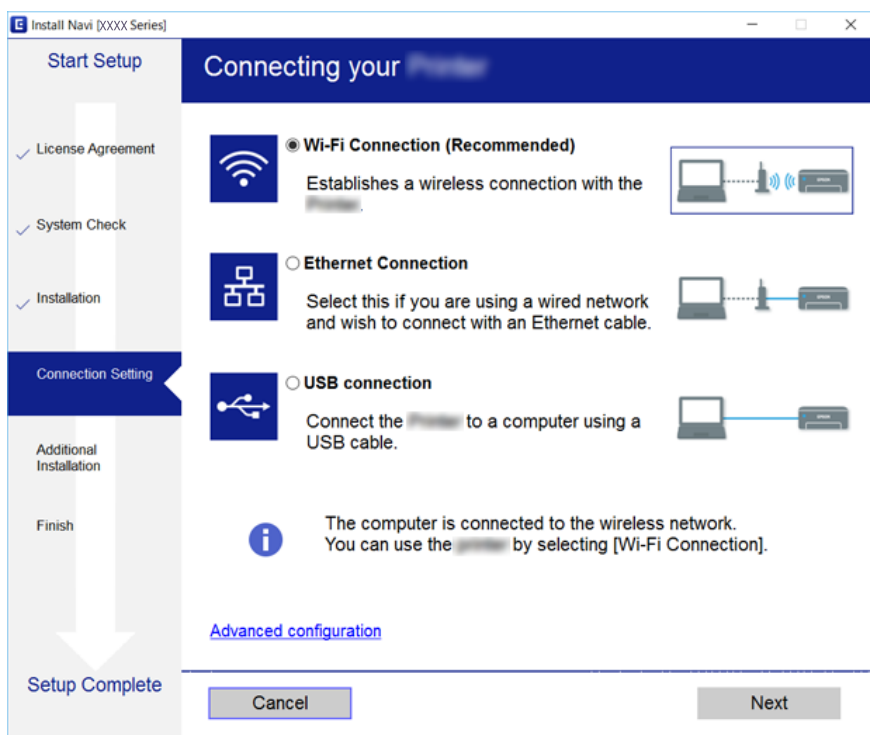 Install Navi [XXXX Series]
Start Setup
License Agreement
System Check
Installation
Connection Setting
Additional
Installation
Finish
Setup Complete
Connecting your
Wi-Fi Connection (Recommended)
Establishes a wireless connection with the
.
Ethernet Connection
Select this if you are using a wired network
and wish to connect with an Ethernet cable.
USB connection
Connect the to a computer using a
USB cable.
The computer is connected to the wireless network.
You can use the by selecting [Wi-Fi Connection].
Advanced configuration
Cancel
Next